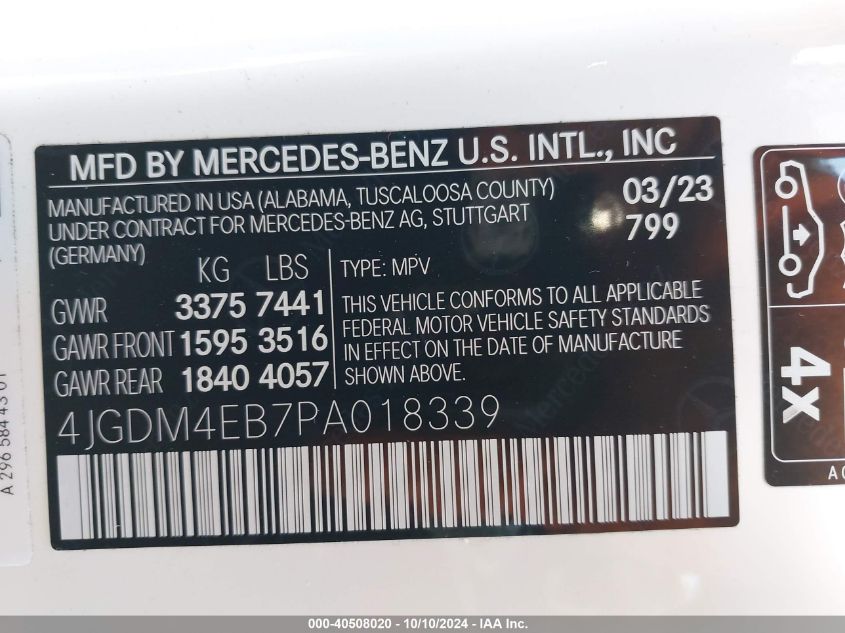 MFD BY MERCEDES-BENZ U.S. INTL., INC
MANUFACTURED IN USA (ALABAMA, TUSCALOOSA COUNTY)
UNDER CONTRACT FOR MERCEDES-BENZ AG, STUTTGART
(GERMANY)
03/23
799
KG LBS
GVWR 3375 7441
GAWR FRONT 1595 3516
GAWR REAR 1840 4057
TYPE: MPV
THIS VEHICLE CONFORMS TO ALL APPLICABLE
FEDERAL MOTOR VEHICLE SAFETY STANDARDS
IN EFFECT ON THE DATE OF MANUFACTURE
SHOWN ABOVE.
4JGDM4EB7PA018339
A 296 584 43 01
4x
000-40508020 - 10/10/2024 - IAA Inc.